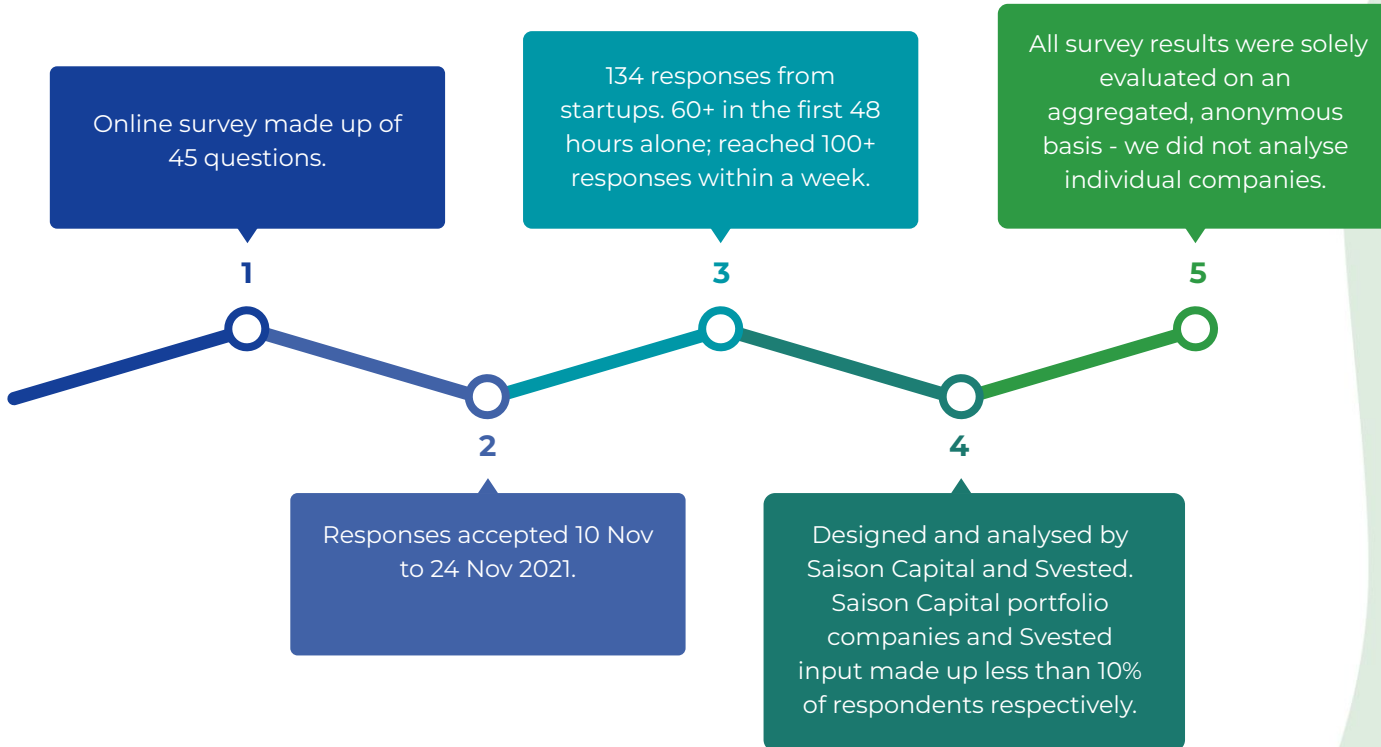 Online survey made up of
45 questions.
1
Responses accepted 10 Nov
to 24 Nov 2021.
2
134 responses from
startups. 60+ in the first 48
hours alone; reached 100+
responses within a week.
3
Designed and analysed by
Saison Capital and Svested.
Saison Capital portfolio
companies and Svested
input made up less than 10%
of respondents respectively.
4
All survey results were solely
evaluated on an
aggregated, anonymous
basis - we did not analyse
individual companies.
5